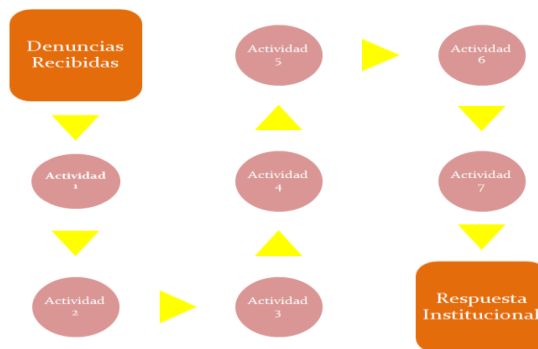 Denuncias
Recibidas
Actividad
1
Actividad
2
Actividad
3
Actividad
4
Actividad
5
Actividad
6
Actividad
7
Respuesta
Institucional